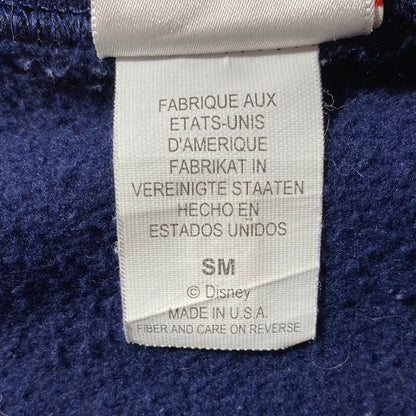 FABRIQUE AUX
ETATS-UNIS
D'AMERIQUE
FABRIKAT IN
VEREINIGTE STAATEN
HECHO EN
ESTADOS UNIDOS
SM
© Disney
MADE IN U.S.A.
FIBER AND CARE ON REVERSE